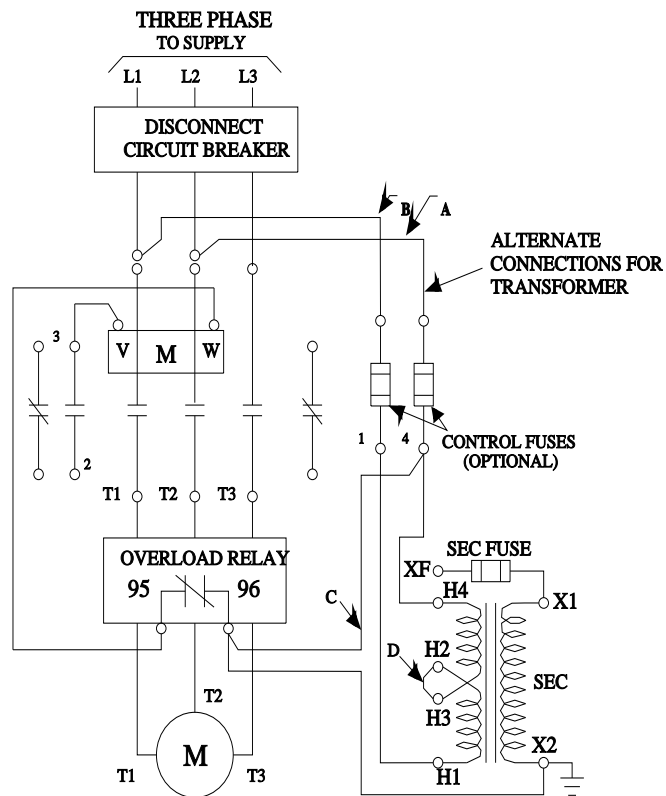 THREE PHASE
TO SUPPLY
L1 L2 L3
DISCONNECT
CIRCUIT BREAKER
B A
ALTERNATE
CONNECTIONS FOR
TRANSFORMER
3
V M W
2
1 4
CONTROL FUSES
(OPTIONAL)
T1 T2 T3
OVERLOAD RELAY
95 96
SEC FUSE
XF
H4 X1
C
D H2
SEC
H3
T2
M
X2
T1 T3
H1